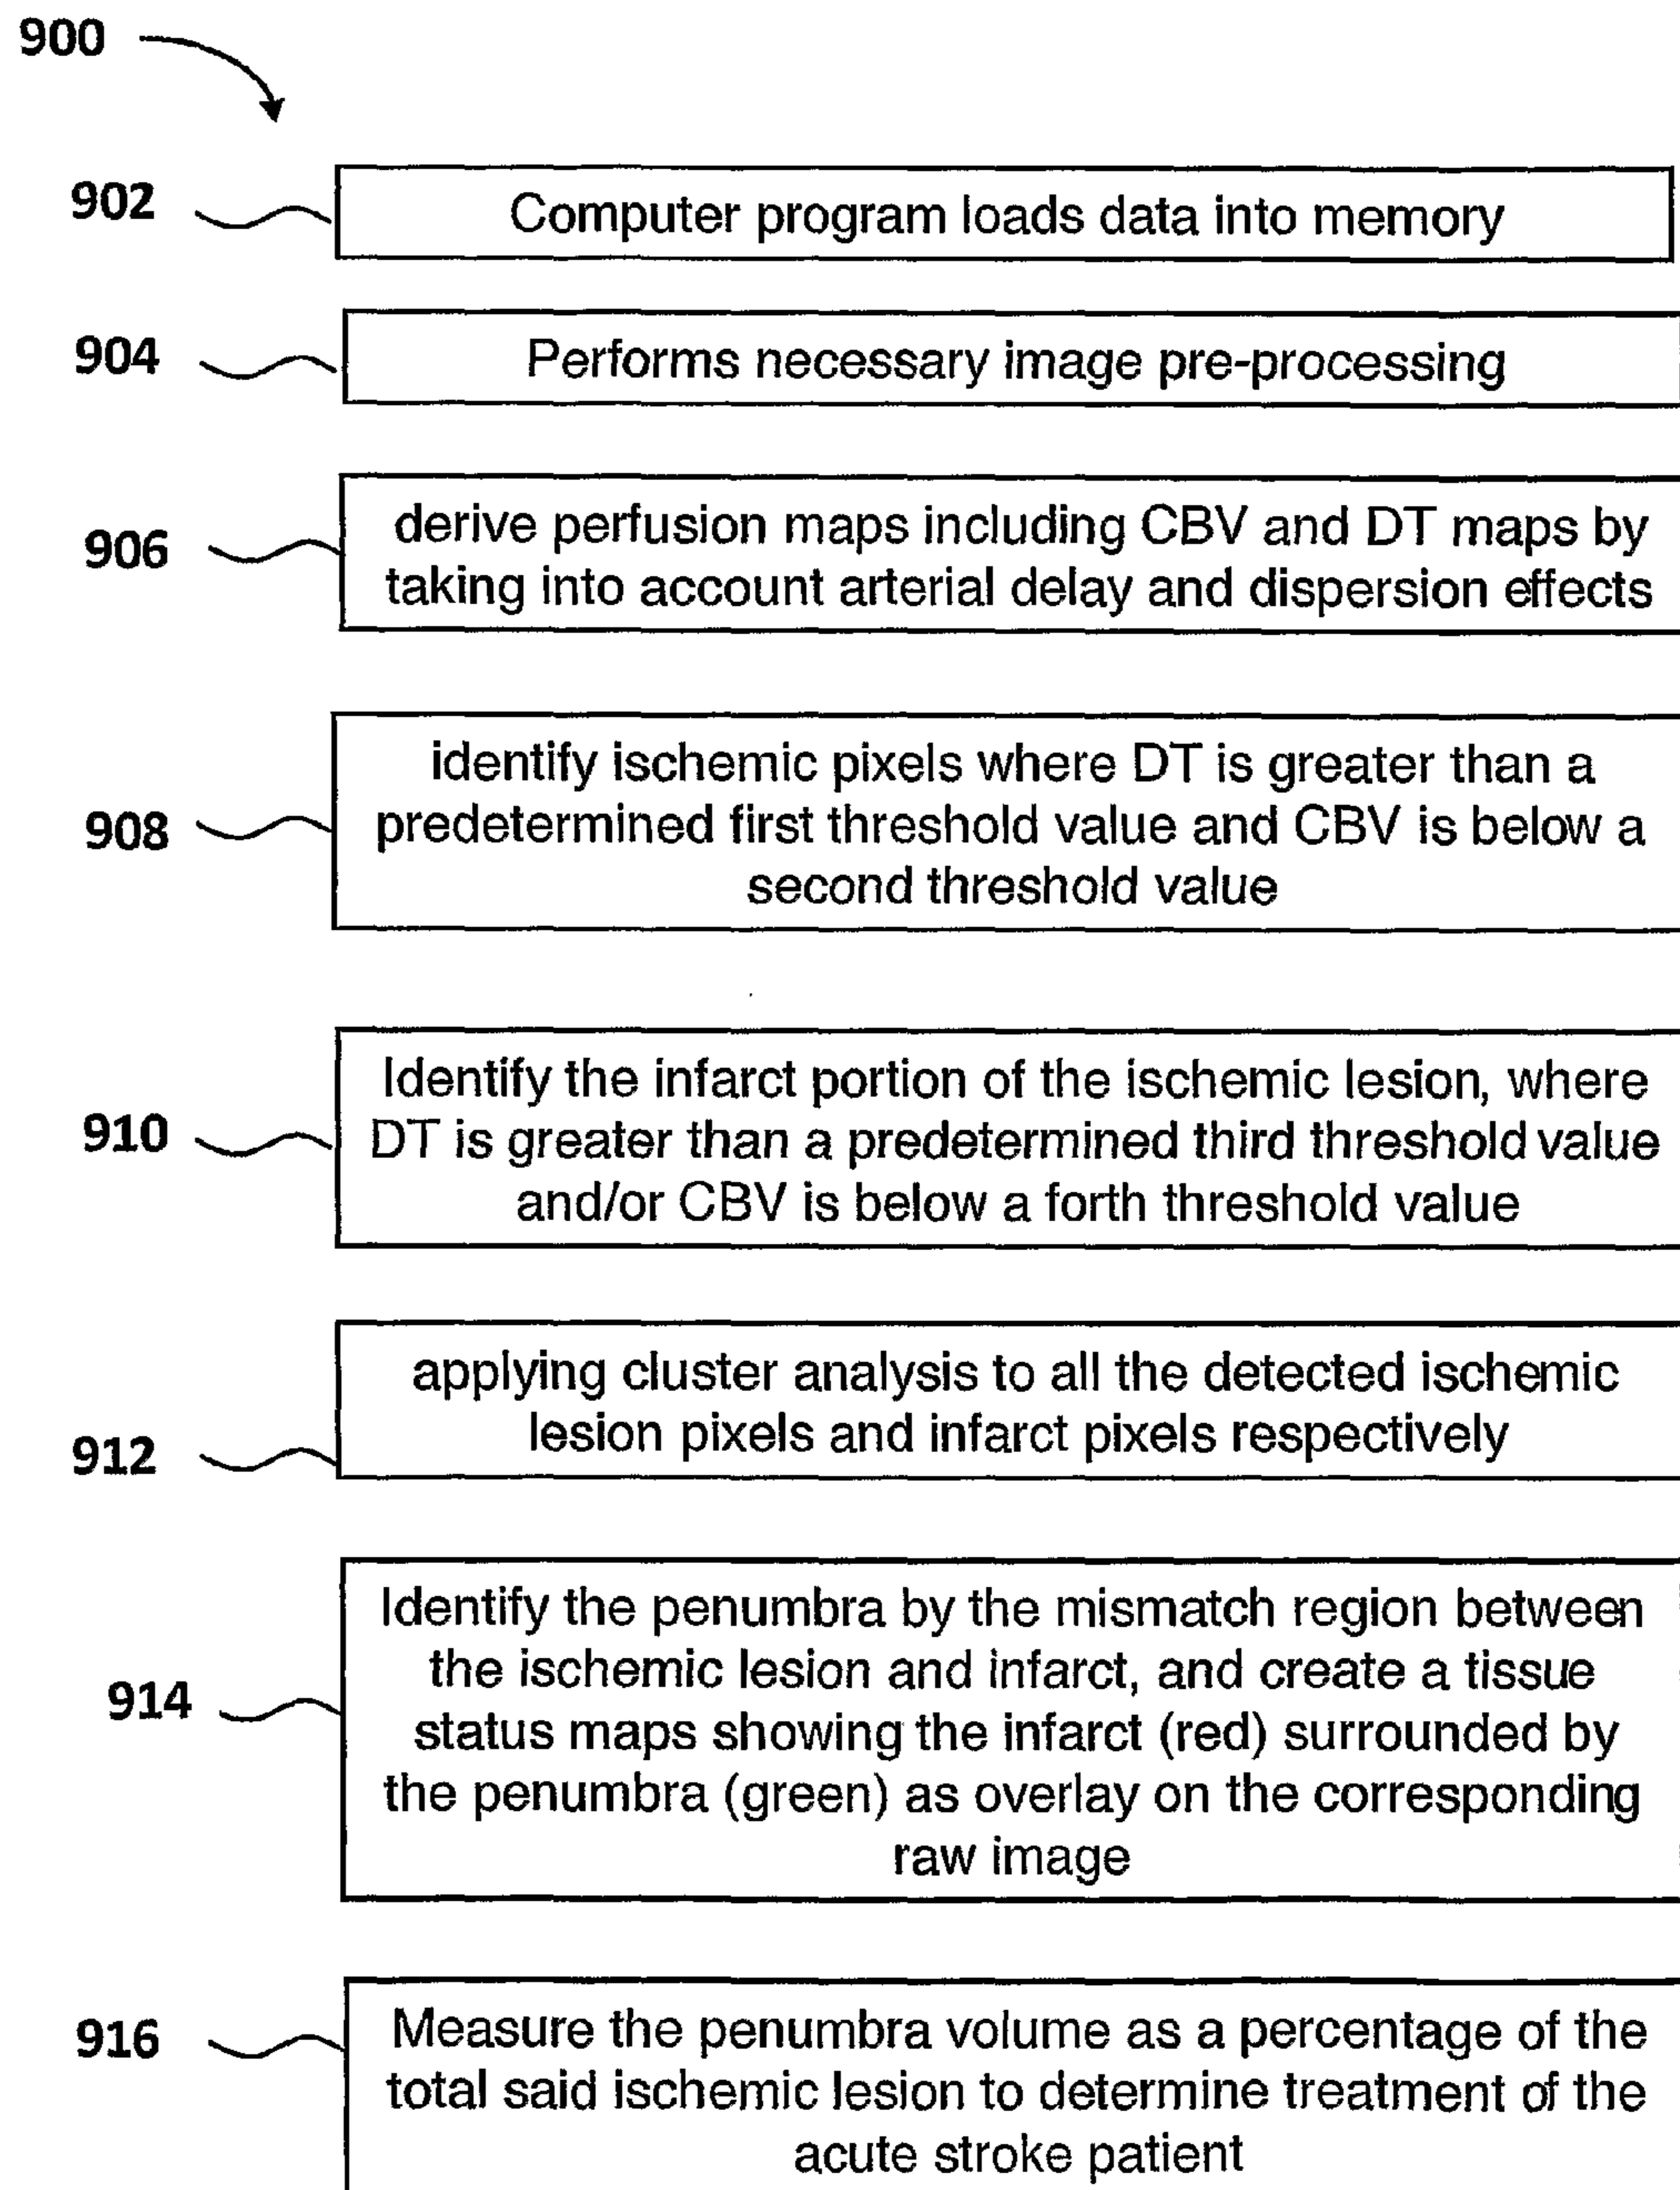 900
902
Computer program loads data into memory
904
Performs necessary image pre-processing
906
derive perfusion maps including CBV and DT maps by
taking into account arterial delay and dispersion effects
908
identify ischemic pixels where DT is greater than a
predetermined first threshold value and CBV is below a
second threshold value
910
Identify the infarct portion of the ischemic lesion, where
DT is greater than a predetermined third threshold value
and/or CBV is below a forth threshold value
912
applying cluster analysis to all the detected ischemic
lesion pixels and infarct pixels respectively
914
Identify the penumbra by the mismatch region between
the ischemic lesion and infarct, and create a tissue
status maps showing the infarct (red) surrounded by
the penumbra (green) as overlay on the corresponding
raw image
916
Measure the penumbra volume as a percentage of the
total said ischemic lesion to determine treatment of the
acute stroke patient